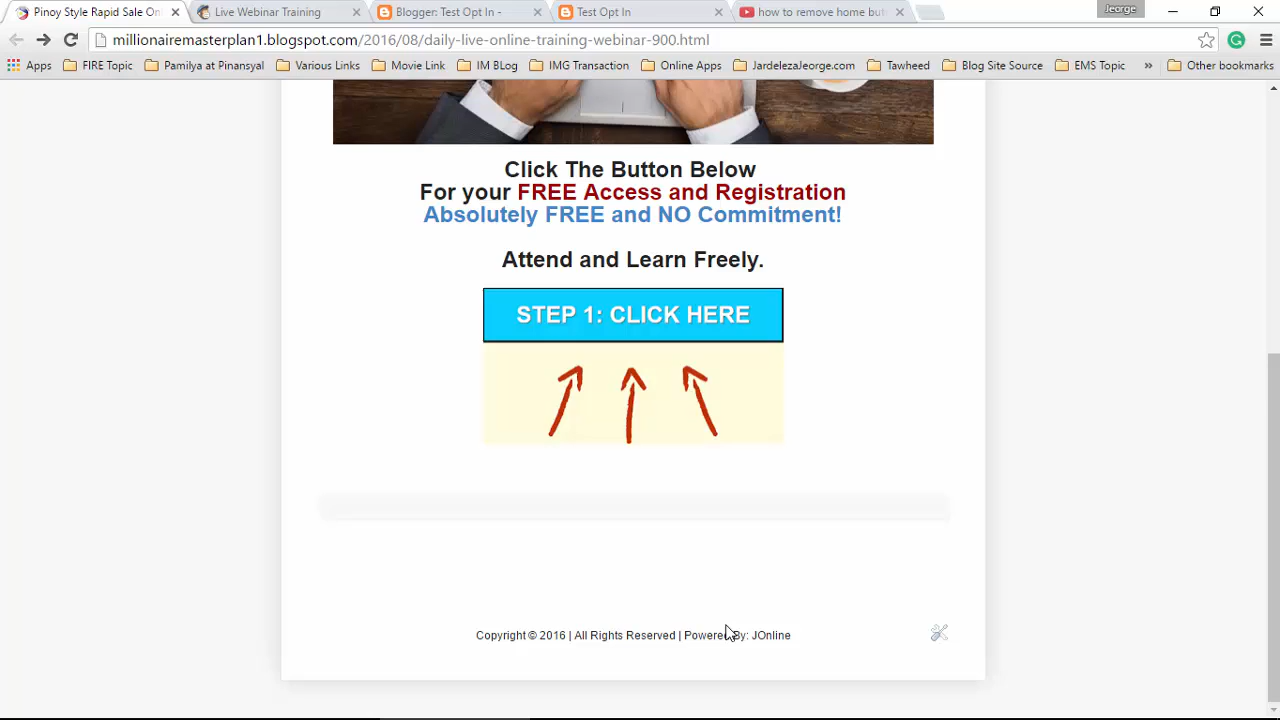 Pinoy Style Rapid Sale On
Live Webinar Training
Blogger: Test Opt In -
Test Opt In
how to remove home but
Jeorge
millionairemasterplan1.blogspot.com/2016/08/daily-live-online-training-webinar-900.html
Apps
FIRE Topic
Pamilya at Pinansyal
Various Links
Movie Link
IM BLog
IMG Transaction
Online Apps
JardelezaJeorge.com
Tawheed
Blog Site Source
EMS Topic
»
Other bookmarks
Click The Button Below
For your FREE Access and Registration
Absolutely FREE and NO Commitment!
Attend and Learn Freely.
STEP 1: CLICK HERE
Copyright © 2016 | All Rights Reserved | Powered By: JOnline